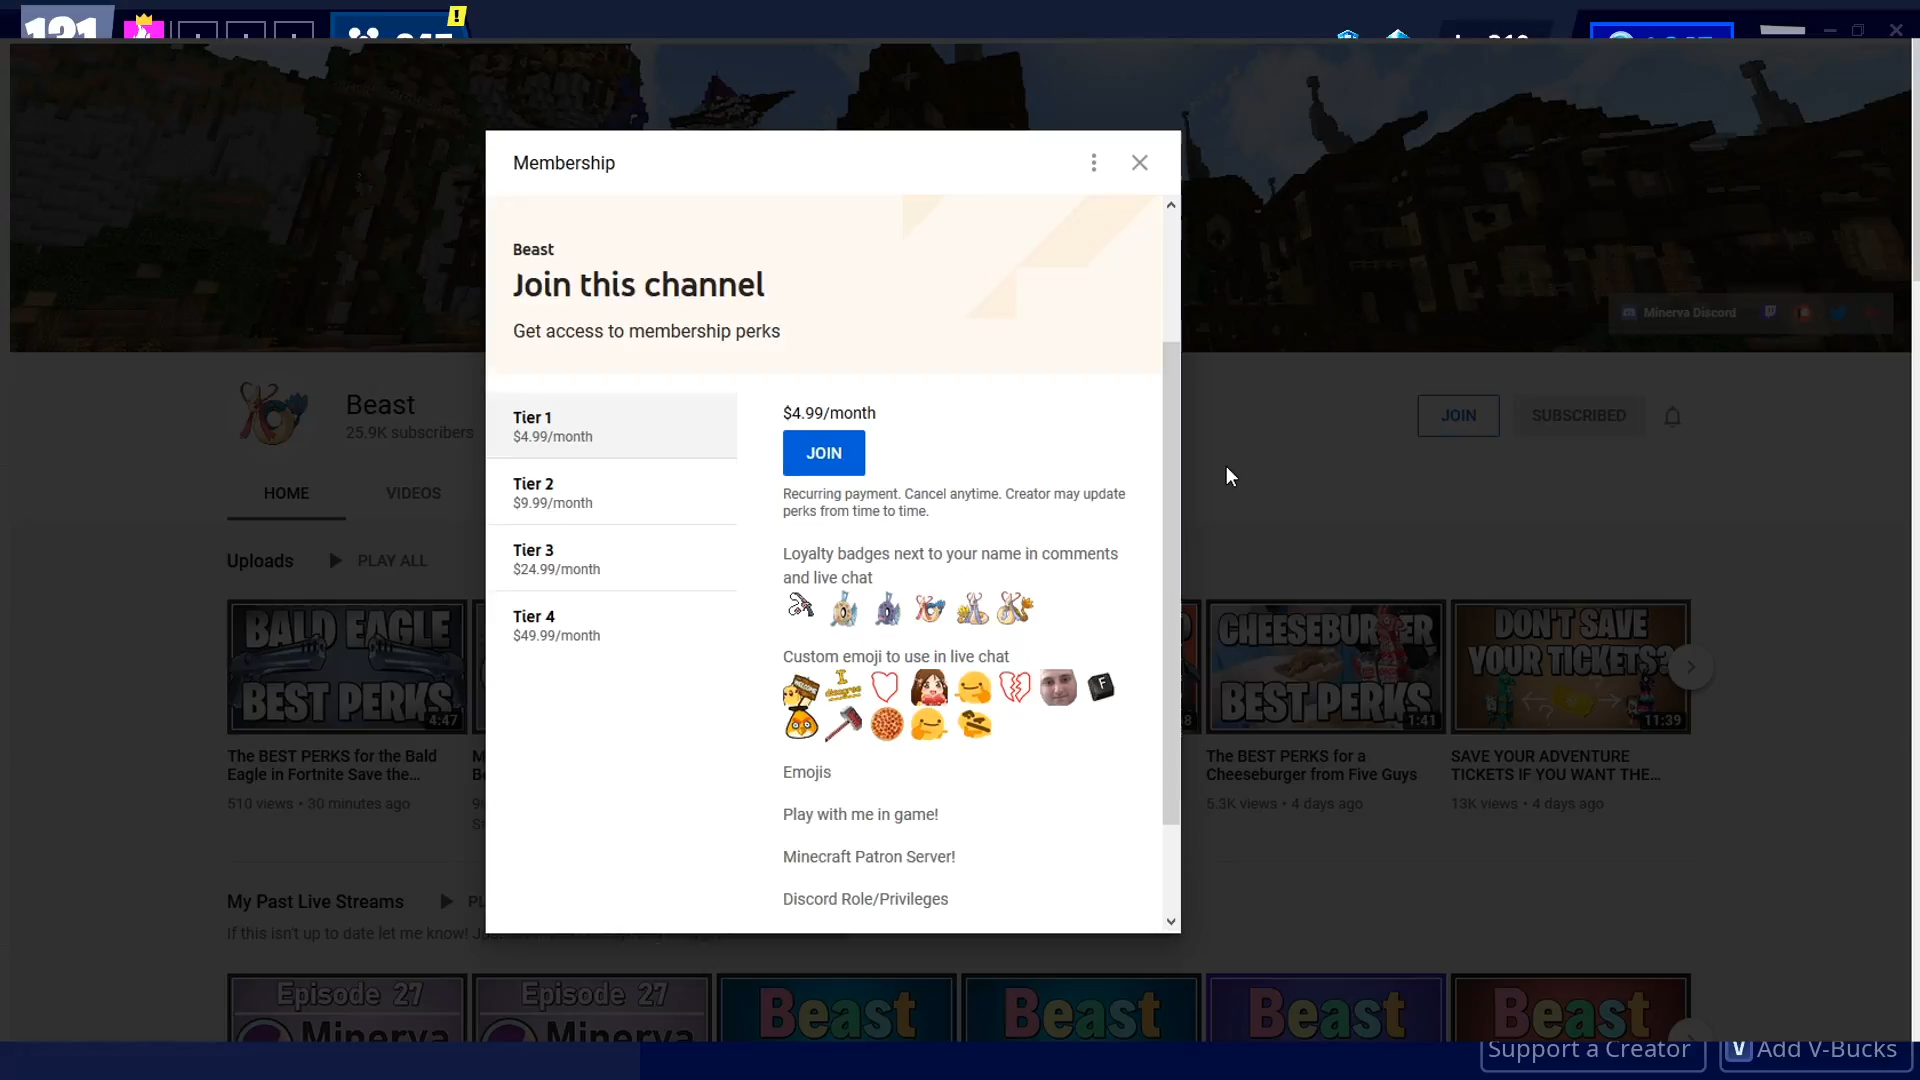 131
!
Membership
Beast
Join this channel
Get access to membership perks
Minerva Discord
Tier 1
$4.99/month
Tier 2
$9.99/month
Tier 3
$24.99/month
Tier 4
$49.99/month
$4.99/month
JOIN
Recurring payment. Cancel anytime. Creator may update
perks from time to time.
Loyalty badges next to your name in comments
and live chat
Custom emoji to use in live chat
WELCOME
I
disagree
F
Emojis
Play with me in game!
Minecraft Patron Server!
Discord Role/Privileges
Beast
25.9K subscribers
JOIN
SUBSCRIBED
HOME
VIDEOS
Uploads
PLAY ALL
BALD EAGLE
BEST PERKS
4:47
The BEST PERKS for the Bald
Eagle in Fortnite Save the...
510 views • 30 minutes ago
CHEESEBURGER
BEST PERKS
1:41
The BEST PERKS for a
Cheeseburger from Five Guys
5.3K views • 4 days ago
DON'T SAVE
YOUR TICKETS?
11:39
SAVE YOUR ADVENTURE
TICKETS IF YOU WANT THE...
13K views • 4 days ago
My Past Live Streams
If this isn't up to date let me know!
Episode 27
Minerva
Episode 27
Minerva
Beast
Beast
Beast
Beast
Support a Creator
V Add V-Bucks